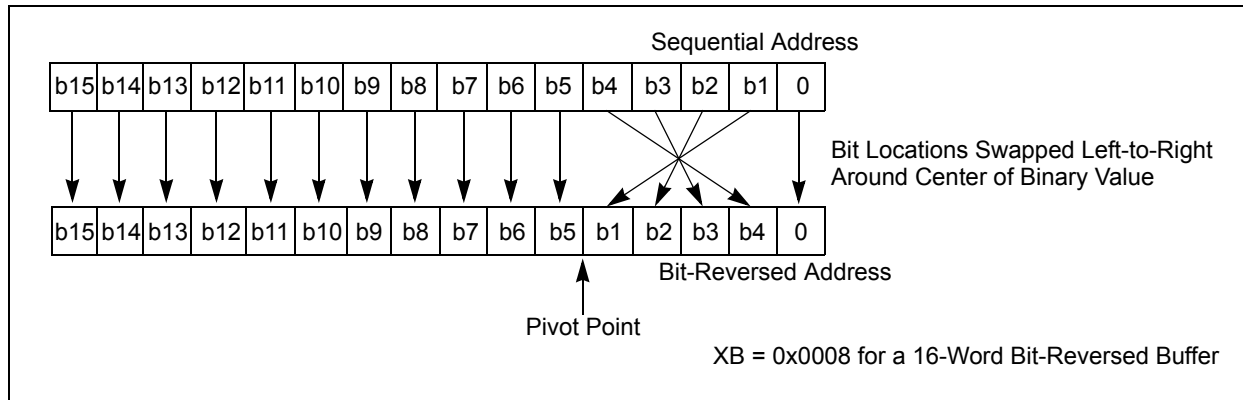 Sequential Address
b15 b14 b13 b12 b11 b10 b9 b8 b7 b6 b5 b4 b3 b2 b1 0
Bit Locations Swapped Left-to-Right
Around Center of Binary Value
b15 b14 b13 b12 b11 b10 b9 b8 b7 b6 b5 b1 b2 b3 b4 0
Bit-Reversed Address
Pivot Point
XB = 0x0008 for a 16-Word Bit-Reversed Buffer